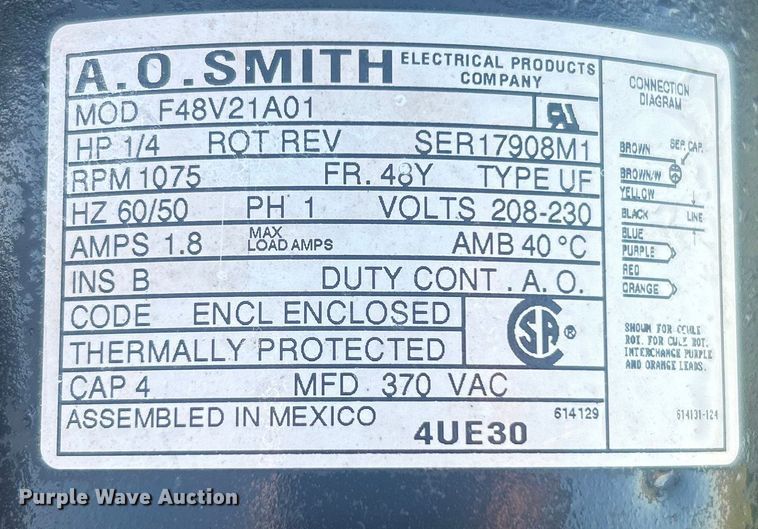 A.O.SMITH ELECTRICAL PRODUCTS COMPANY
MOD F48V21A01
HP 1/4 ROT REV SER17908M1
RPM 1075 FR. 48Y TYPE UF
HZ 60/50 PH 1 VOLTS 208-230
AMPS 1.8 MAX LOAD AMPS AMB 40 °C
INS B DUTY CONT . A. O.
CODE ENCL ENCLOSED
THERMALLY PROTECTED
SA ®
CAP 4 MFD 370 VAC
ASSEMBLED IN MEXICO 614129
4UE30
CONNECTION
DIAGRAM
BROWN SEP. CAP.
BROWN/W
YELLOW
BLACK LINE
BLUE
PURPLE
RED
ORANGE
SHOWN FOR CCWLE
ROT. FOR CWLE ROT.
INTERCHANGE PURPLE
AND ORANGE LEADS.
614131-124
Purple Wave Auction